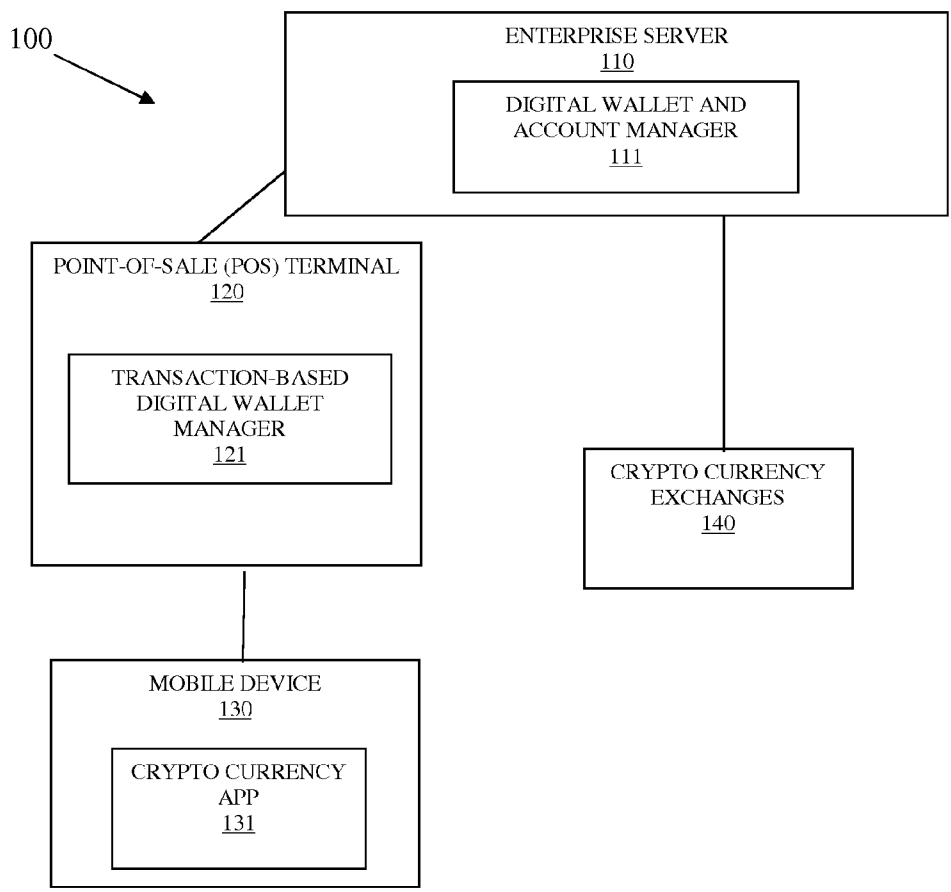 100
ENTERPRISE SERVER
110
DIGITAL WALLET AND
ACCOUNT MANAGER
111
POINT-OF-SALE (POS) TERMINAL
120
TRANSACTION-BASED
DIGITAL WALLET
MANAGER
121
CRYPTO CURRENCY
EXCHANGES
140
MOBILE DEVICE
130
CRYPTO CURRENCY
APP
131